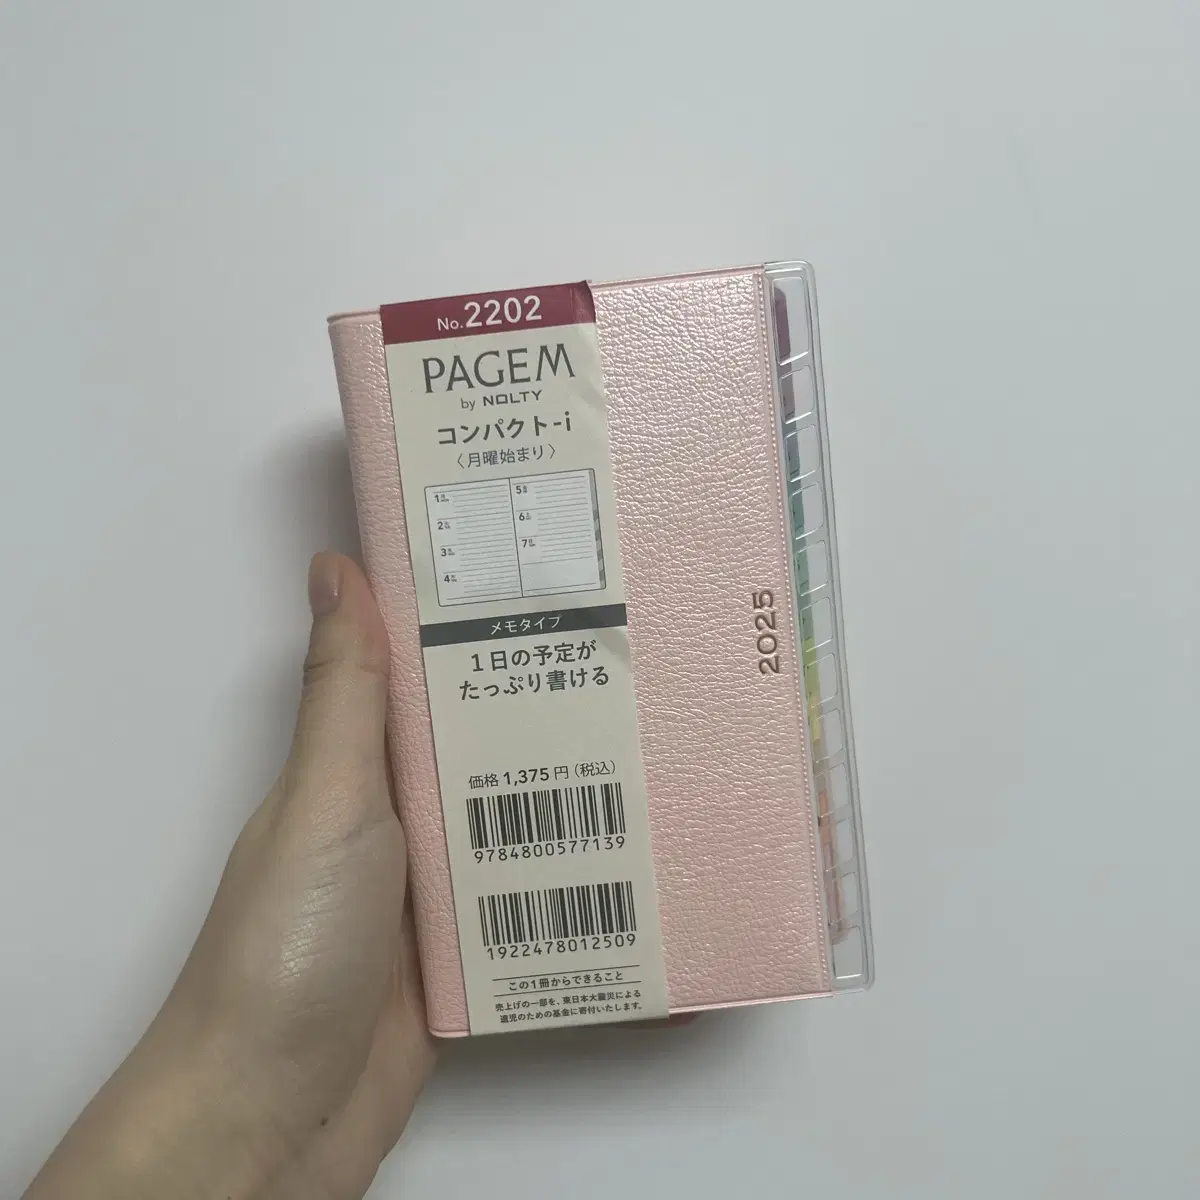 No.2202
PAGEM
by NOLTY
コンパクト-i
〈月曜始まり〉
1
2
3
4
5
6
7
メモタイプ
1日の予定が
たっぷり書ける
価格 1,375 円(税込)
9784800577139
1922478012509
この1冊からできること
売上げの一部を、東日本大震災による
遺児のための基金に寄付いたします。
2025